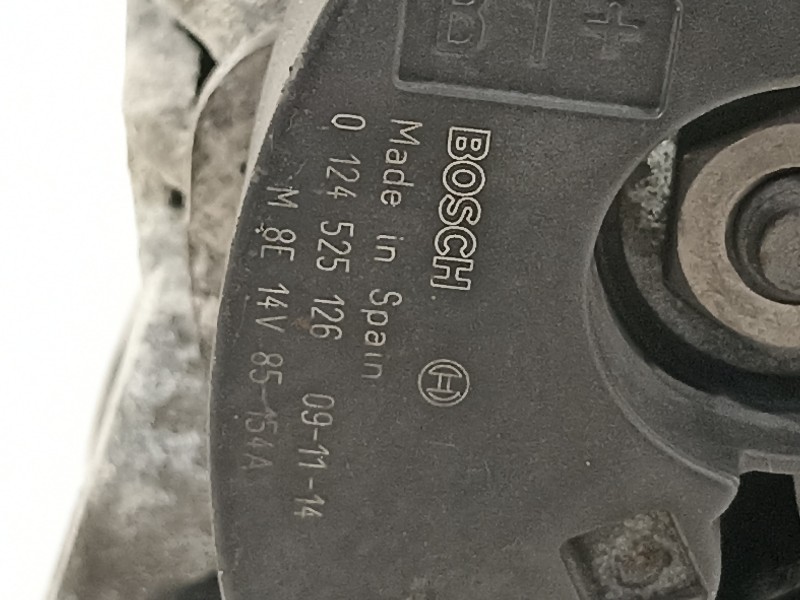 B +
BOSCH
Made in Spain
0 124 525 126 09-11-14
M 8E 14V 85-154A